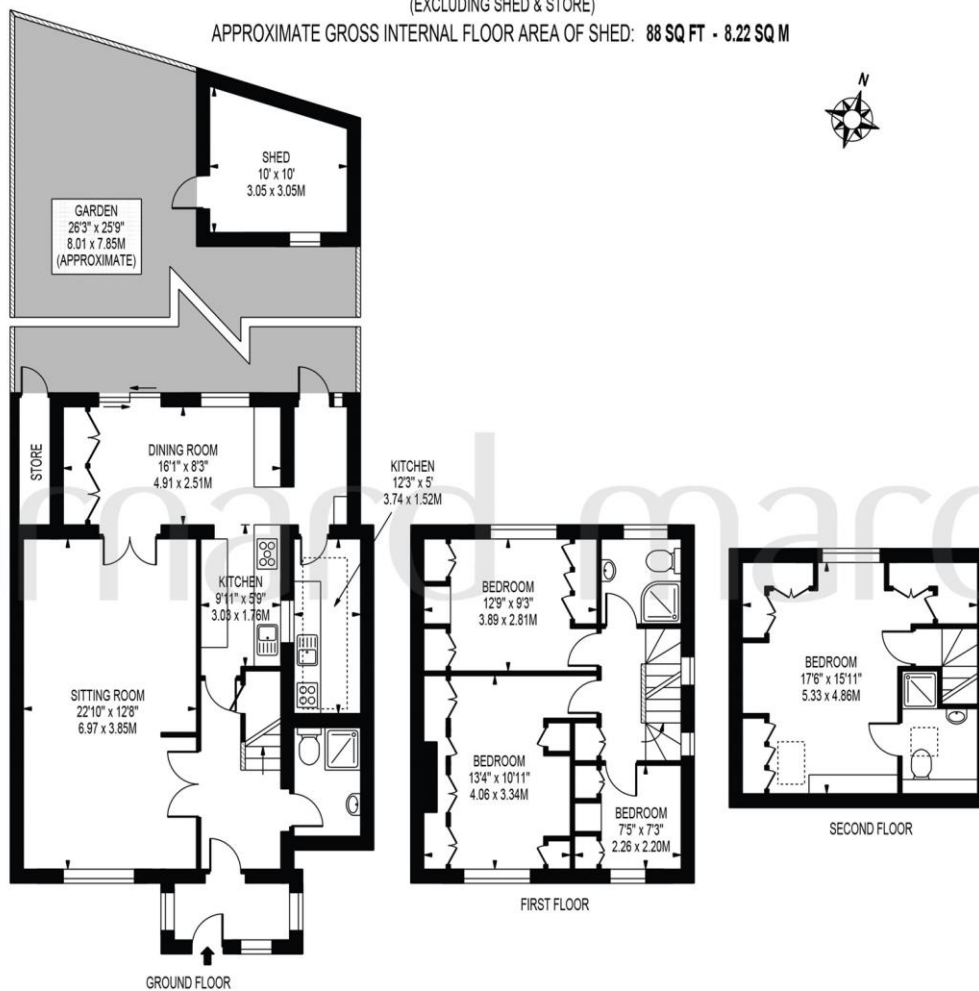 (EXCLUDING SHED & STORE)
APPROXIMATE GROSS INTERNAL FLOOR AREA OF SHED: 88 SQ FT - 8.22 SQ M
N
SHED
10' x 10'
3.05 x 3.05M
GARDEN
26'3" x 25'9"
8.01 x 7.85M
(APPROXIMATE)
STORE
DINING ROOM
16'1" x 8'3"
4.91 x 2.51M
KITCHEN
12'3" x 5'
3.74 x 1.52M
KITCHEN
9'11" x 5'9"
3.03 x 1.76M
SITTING ROOM
22'10" x 12'8"
6.97 x 3.85M
GROUND FLOOR
BEDROOM
12'9" x 9'3"
3.89 x 2.81M
BEDROOM
13'4" x 10'11"
4.06 x 3.34M
BEDROOM
7'5" x 7'3"
2.26 x 2.20M
FIRST FLOOR
BEDROOM
17'6" x 15'11"
5.33 x 4.86M
SECOND FLOOR